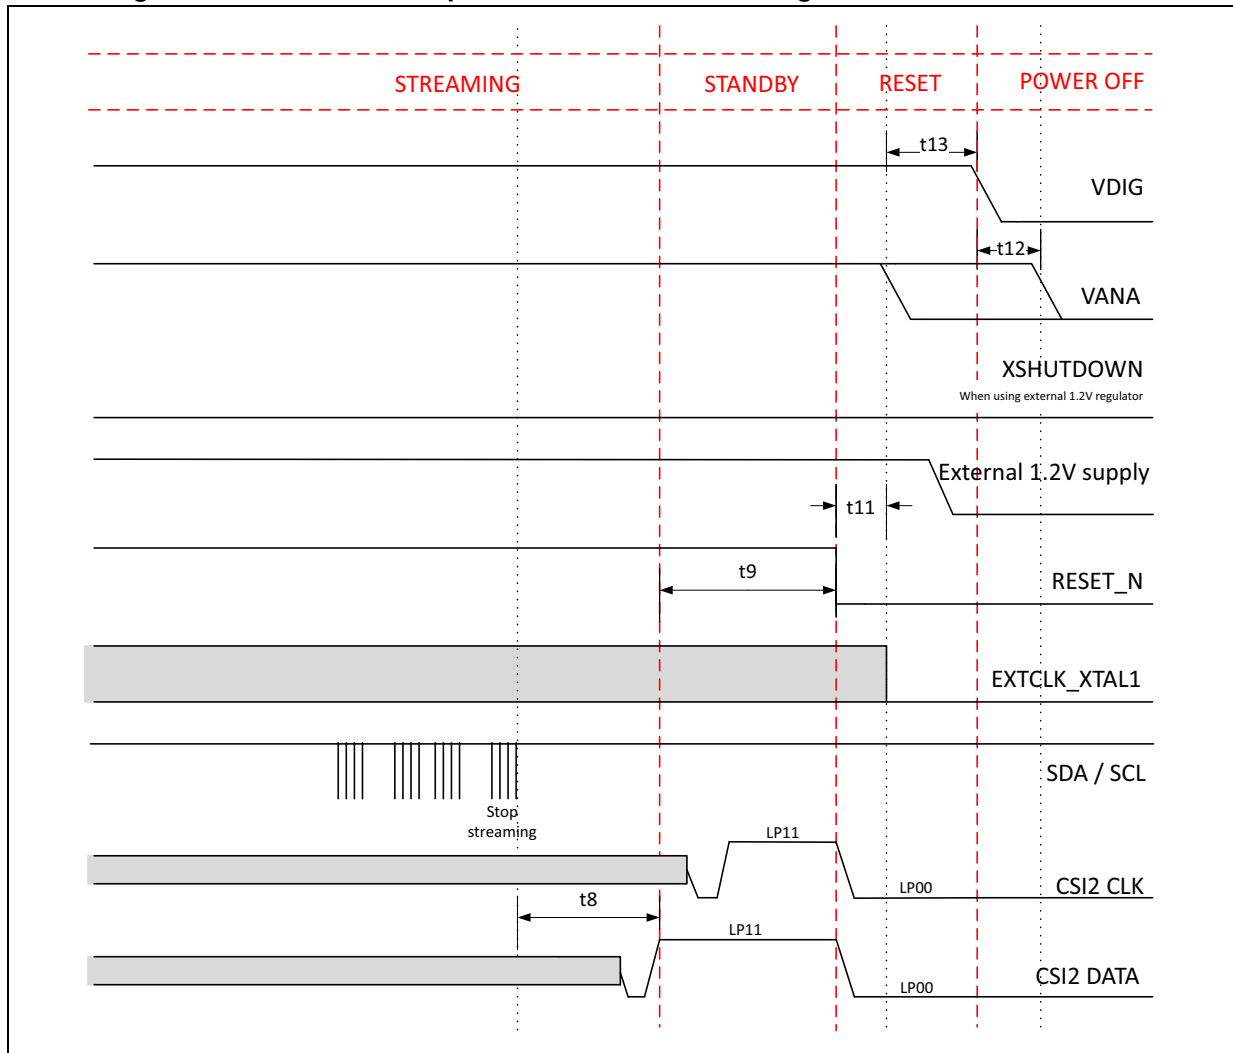 STREAMING STANDBY RESET POWER OFF
t13
VDIG
t12
VANA
XSHUTDOWN
When using external 1.2V regulator
External 1.2V supply
t11
t9
RESET_N
EXTCLK_XTAL1
SDA / SCL
Stop
streaming
LP11
t8
LP00
CSI2 CLK
LP11
CSI2 DATA
LP00